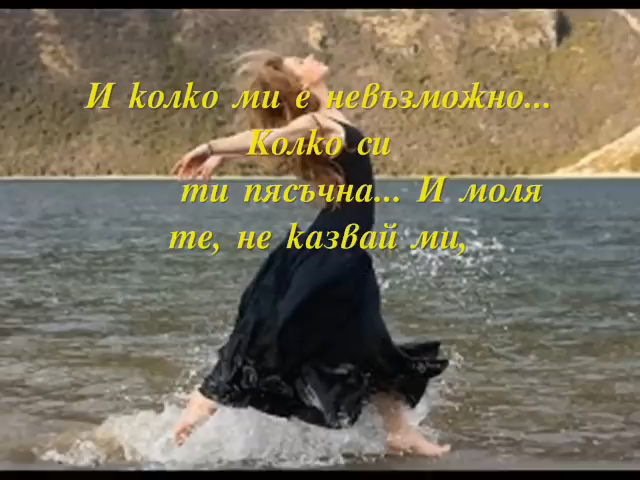 И колко ми е невъзможно...
Колко си
ти пясъчна... И моля
те, не казвай ми,